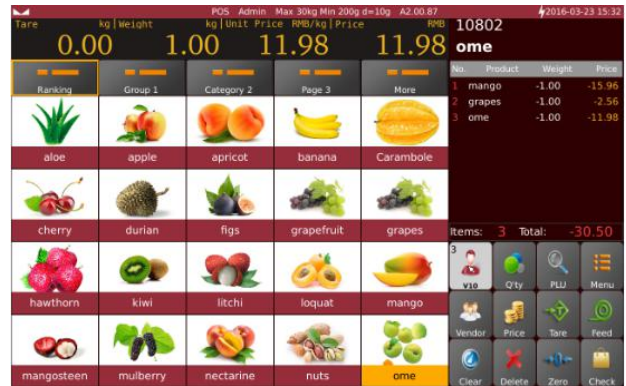 POS Admin Max 30kg Min 200g d=10g A2.00.87
2016-03-23 15:32
Tare kg Weight kg Unit Price RMB/kg Price RMB
0.00 1.00 11.98 11.98
10802
ome
Ranking Group 1 Category 2 Page 3 More
No. Product Weight Price
1 mango -1.00 -15.96
2 grapes -1.00 -2.56
3 ome -1.00 -11.98
aloe apple apricot banana Carambole
cherry durian figs grapefruit grapes
Items: 3 Total: -30.50
hawthorn kiwi litchi loquat mango
3
V10 Q'ty PLU Menu
Vendor Price Tare Feed
mangosteen mulberry nectarine nuts ome
Clear Delete Zero Check